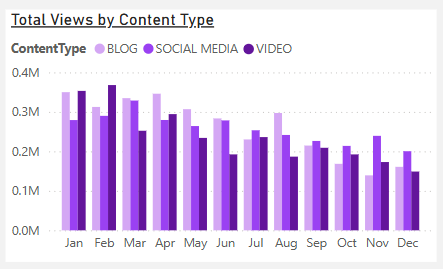 Total Views by Content Type
ContentType BLOG SOCIAL MEDIA VIDEO
0.4M
0.3M
0.2M
0.1M
0.0M
Jan Feb Mar Apr May Jun Jul Aug Sep Oct Nov Dec